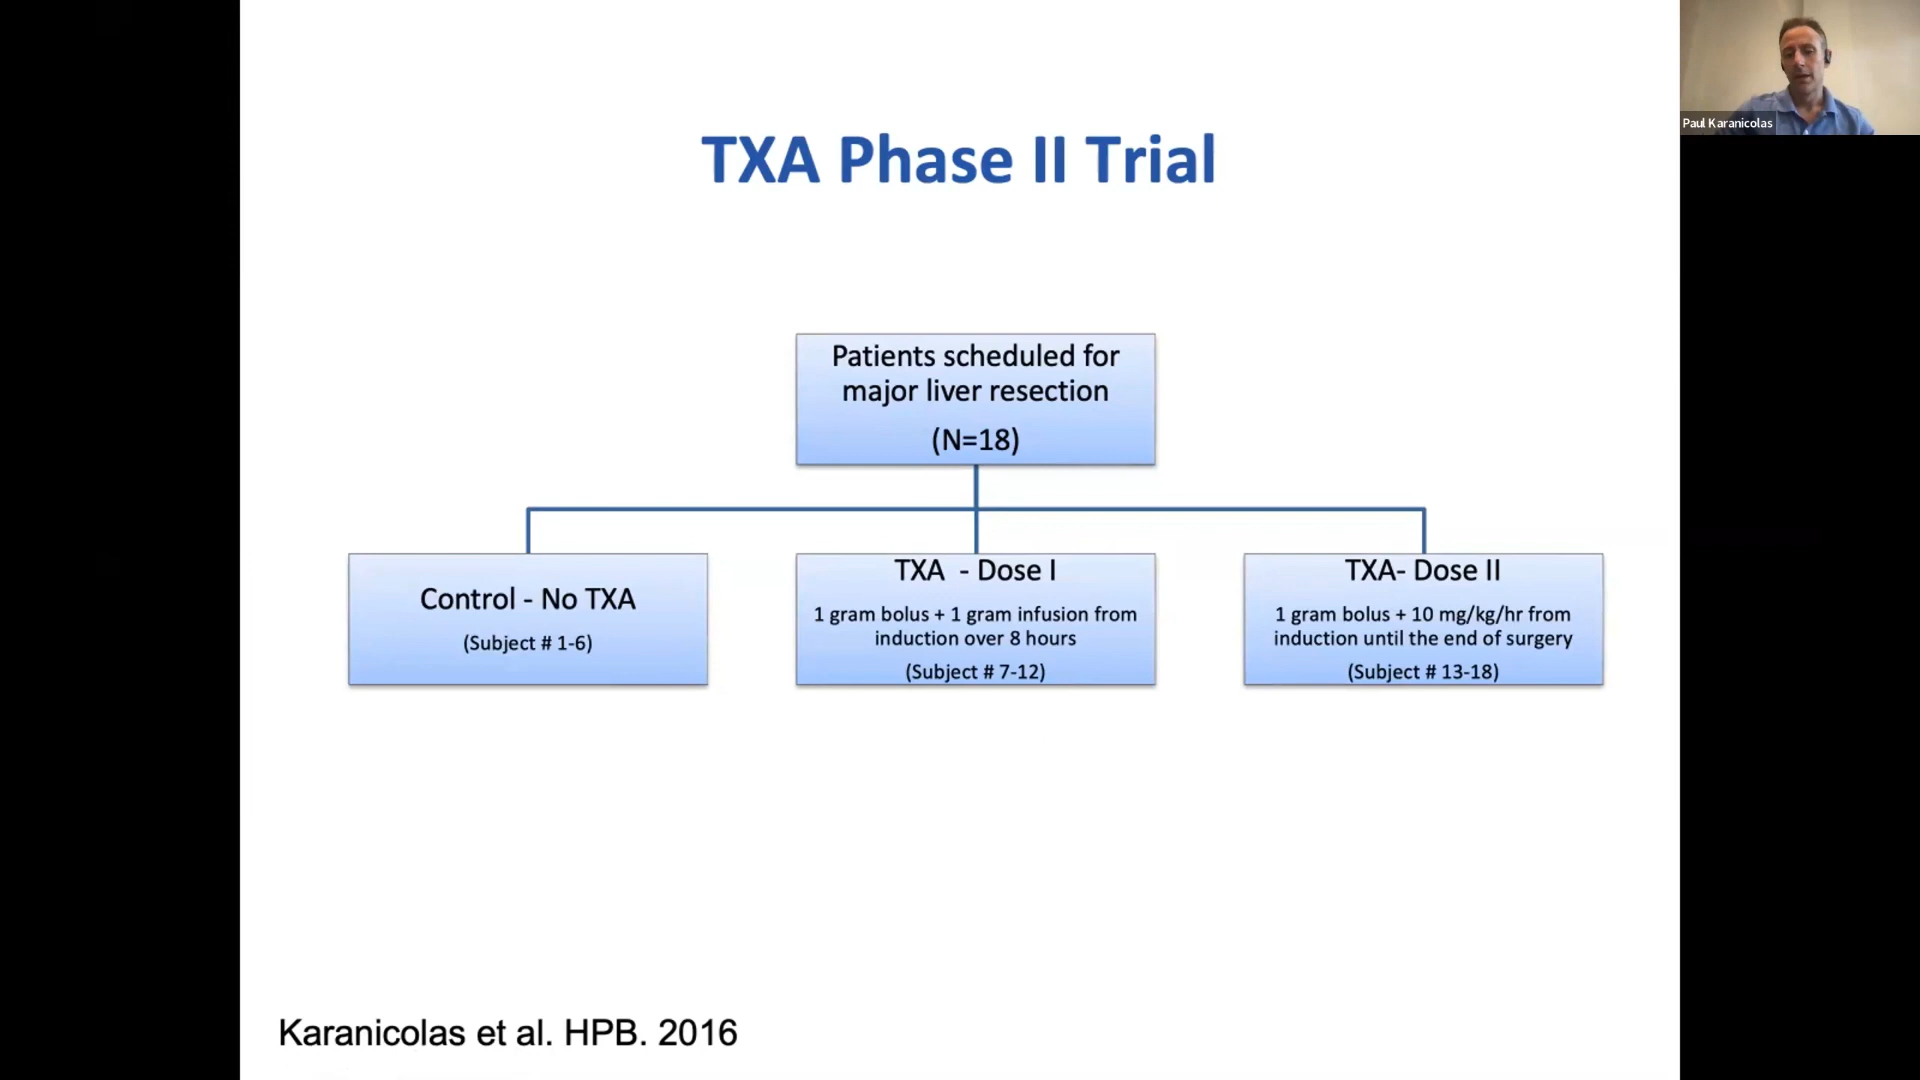 Paul Karanicolas
TXA Phase II Trial
Patients scheduled for
major liver resection
(N=18)
Control - No TXA
(Subject # 1-6)
TXA - Dose I
1 gram bolus + 1 gram infusion from
induction over 8 hours
(Subject # 7-12)
TXA- Dose II
1 gram bolus + 10 mg/kg/hr from
induction until the end of surgery
(Subject # 13-18)
Karanicolas et al. HPB. 2016